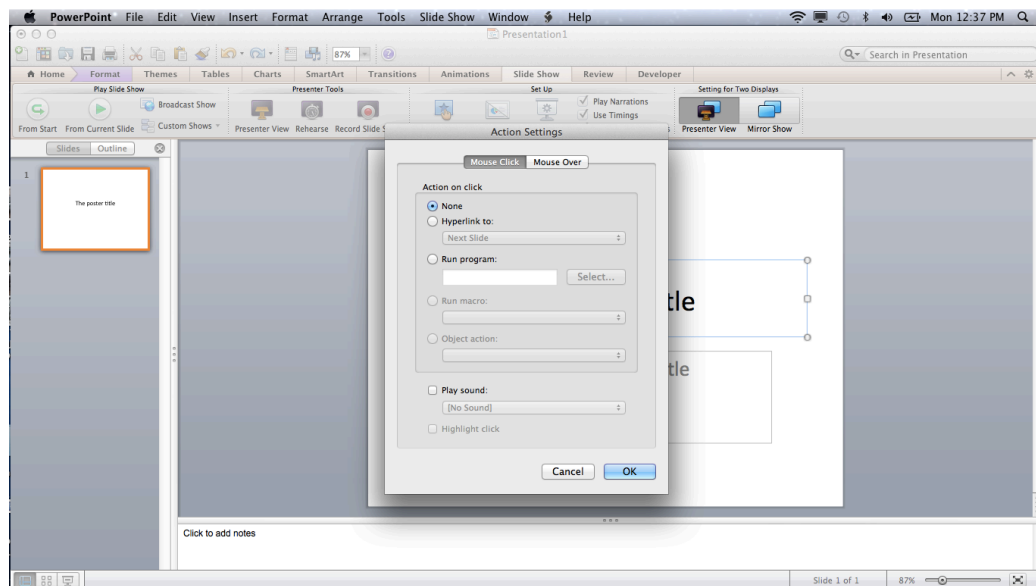 PowerPoint File Edit View Insert Format Arrange Tools Slide Show Window Help Mon 12:37 PM
Presentation1
87% Search in Presentation
Home Format Themes Tables Charts SmartArt Transitions Animations Slide Show Review Developer
Play Slide Show Presenter Tools Set Up Setting for Two Displays
Broadcast Show Play Narrations
Custom Shows Use Timings
From Start From Current Slide Presenter View Rehearse Record Slide S Presenter View Mirror Show
Action Settings
Slides Outline
Mouse Click Mouse Over
1
The poster title
Action on click
None
Hyperlink to:
Next Slide
Run program:
Select...
Run macro:
Object action:
tle
tle
Play sound:
[No Sound]
Highlight click
Cancel OK
Click to add notes
Slide 1 of 1 87%